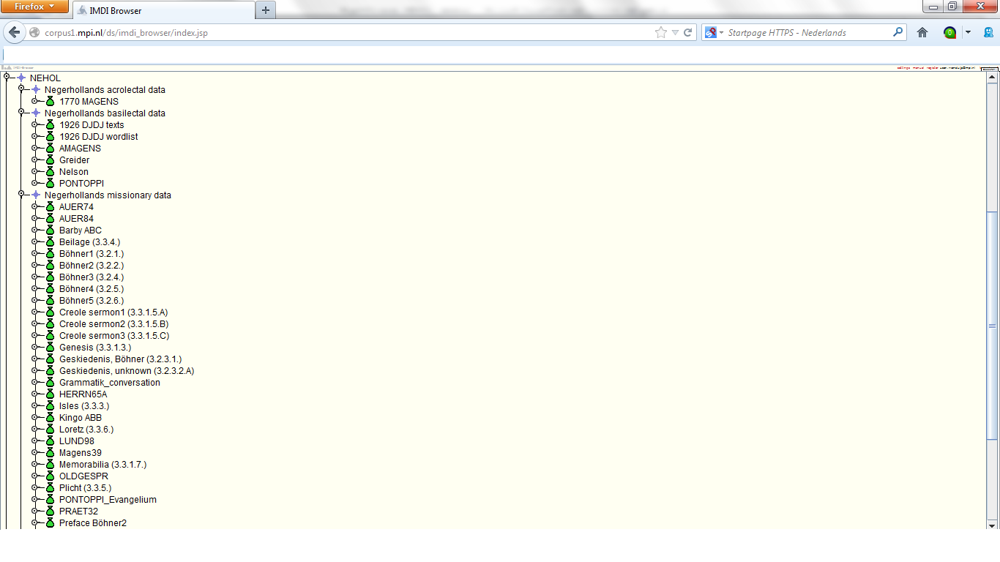 Firefox
IMDI Browser
corpus1.mpi.nl/ds/imdi_browser/index.jsp
Startpage HTTPS - Nederlands
NEHOL
Negerhollands acrolectal data
1770 MAGENS
Negerhollands basilectal data
1926 DJDJ texts
1926 DJDJ wordlist
AMAGENS
Greider
Nelson
PONTOPPI
Negerhollands missionary data
AUER74
AUER84
Barby ABC
Beilage (3.3.4.)
Böhner1 (3.2.1.)
Böhner2 (3.2.2.)
Böhner3 (3.2.4.)
Böhner4 (3.2.5.)
Böhner5 (3.2.6.)
Creole sermon1 (3.3.1.5.A)
Creole sermon2 (3.3.1.5.B)
Creole sermon3 (3.3.1.5.C)
Genesis (3.3.1.3.)
Geskiedenis, Böhner (3.2.3.1.)
Geskiedenis, unknown (3.2.3.2.A)
Grammatik_conversation
HERRN65A
Isles (3.3.3.)
Kingo ABB
Loretz (3.3.6.)
LUND98
Magens39
Memorabilia (3.3.1.7.)
OLDGESPR
Plicht (3.3.5.)
PONTOPPI_Evangelium
PRAET32
Preface Böhner2